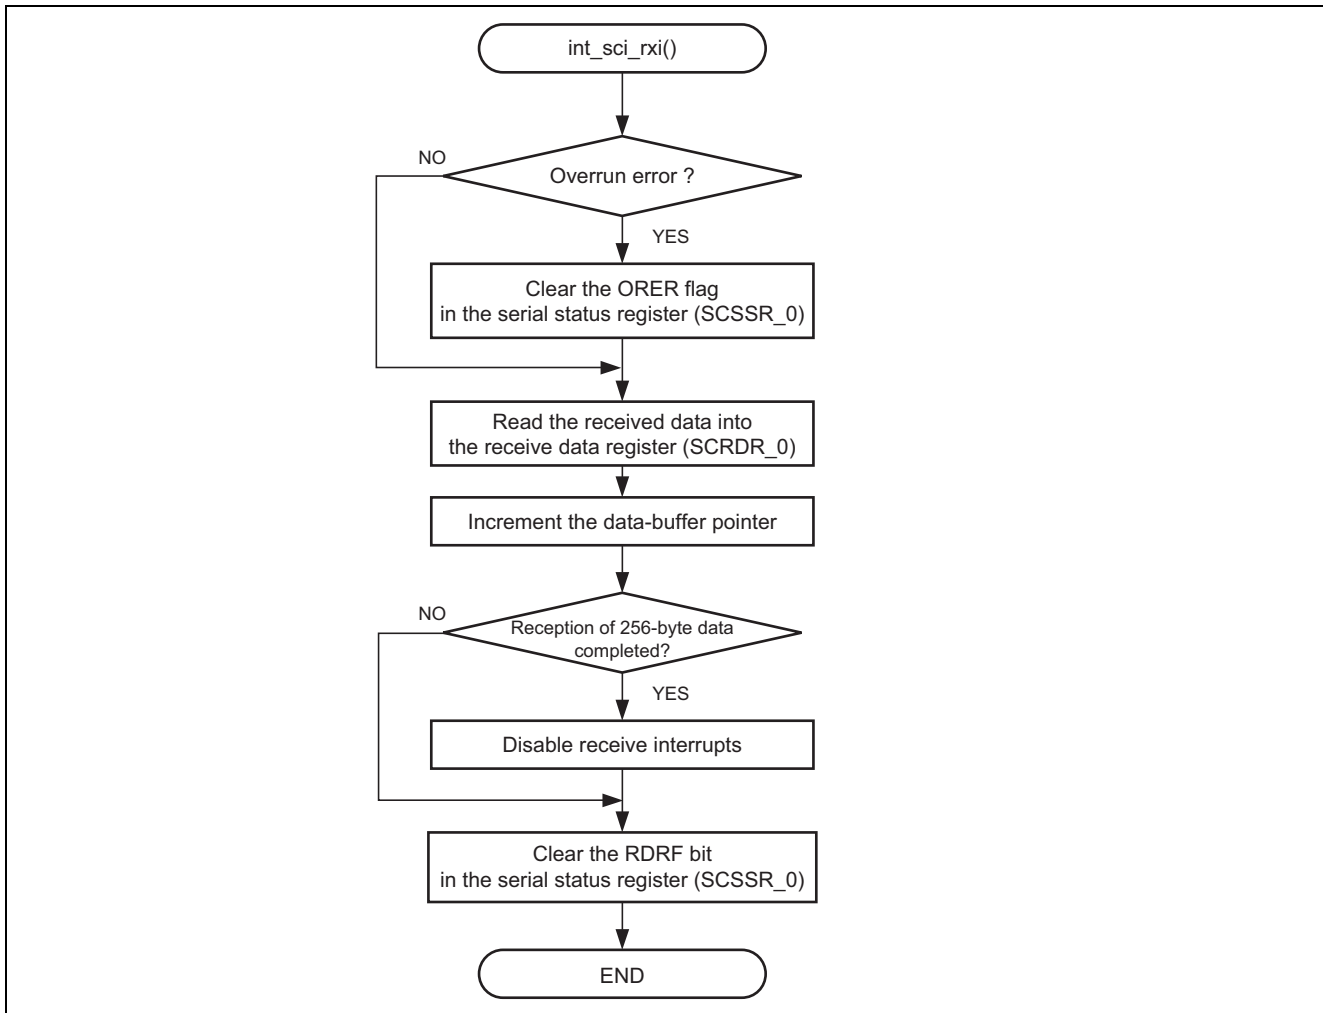 int_sci_rxi()
NO
Overrun error ?
YES
Clear the ORER flag
in the serial status register (SCSSR_0)
Read the received data into
the receive data register (SCRDR_0)
Increment the data-buffer pointer
NO
Reception of 256-byte data
completed?
YES
Disable receive interrupts
Clear the RDRF bit
in the serial status register (SCSSR_0)
END